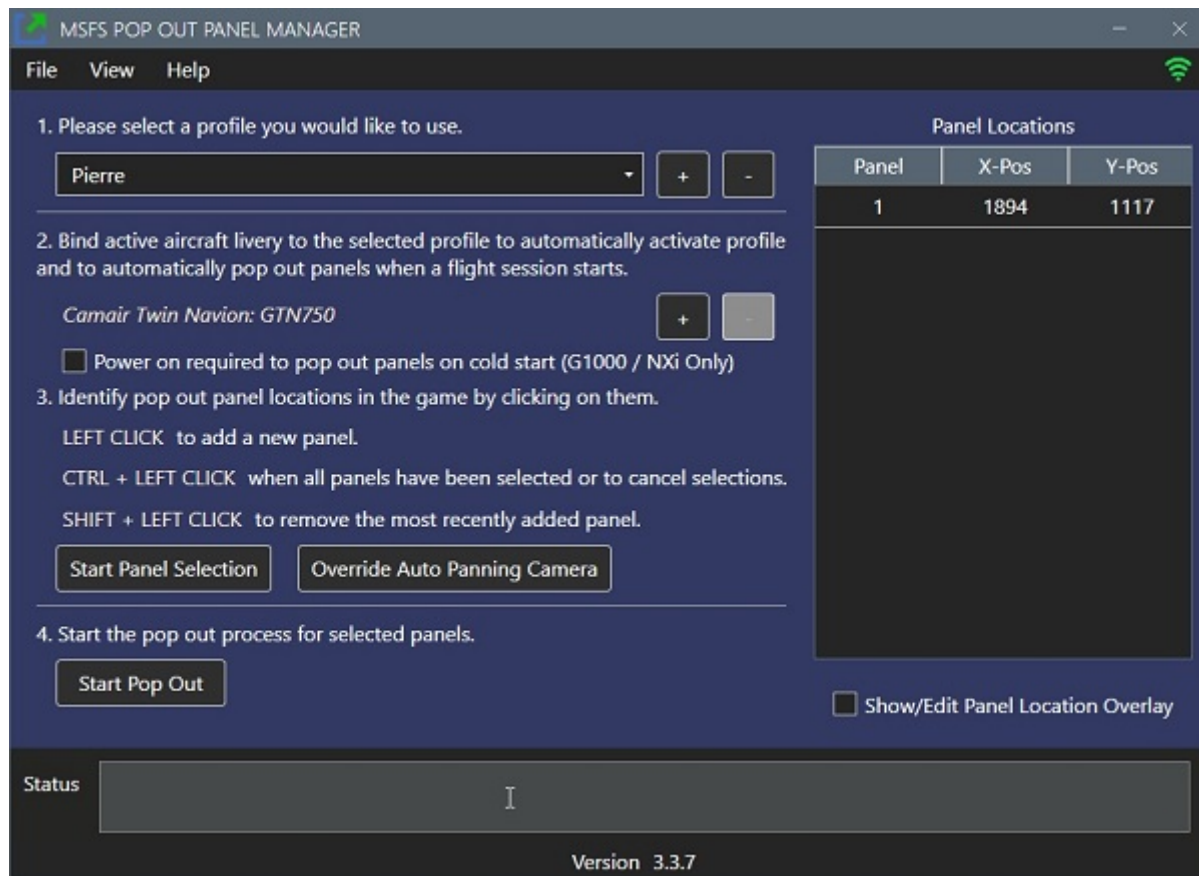 MSFS POP OUT PANEL MANAGER
File View Help
1. Please select a profile you would like to use.
Pierre
+ -
2. Bind active aircraft livery to the selected profile to automatically activate profile
and to automatically pop out panels when a flight session starts.
Camair Twin Navion: GTN750
+ -
Power on required to pop out panels on cold start (G1000 / NXi Only)
3. Identify pop out panel locations in the game by clicking on them.
LEFT CLICK to add a new panel.
CTRL + LEFT CLICK when all panels have been selected or to cancel selections.
SHIFT + LEFT CLICK to remove the most recently added panel.
Start Panel Selection Override Auto Panning Camera
4. Start the pop out process for selected panels.
Start Pop Out
Panel Locations
Panel X-Pos Y-Pos
1 1894 1117
Show/Edit Panel Location Overlay
Status
Version 3.3.7